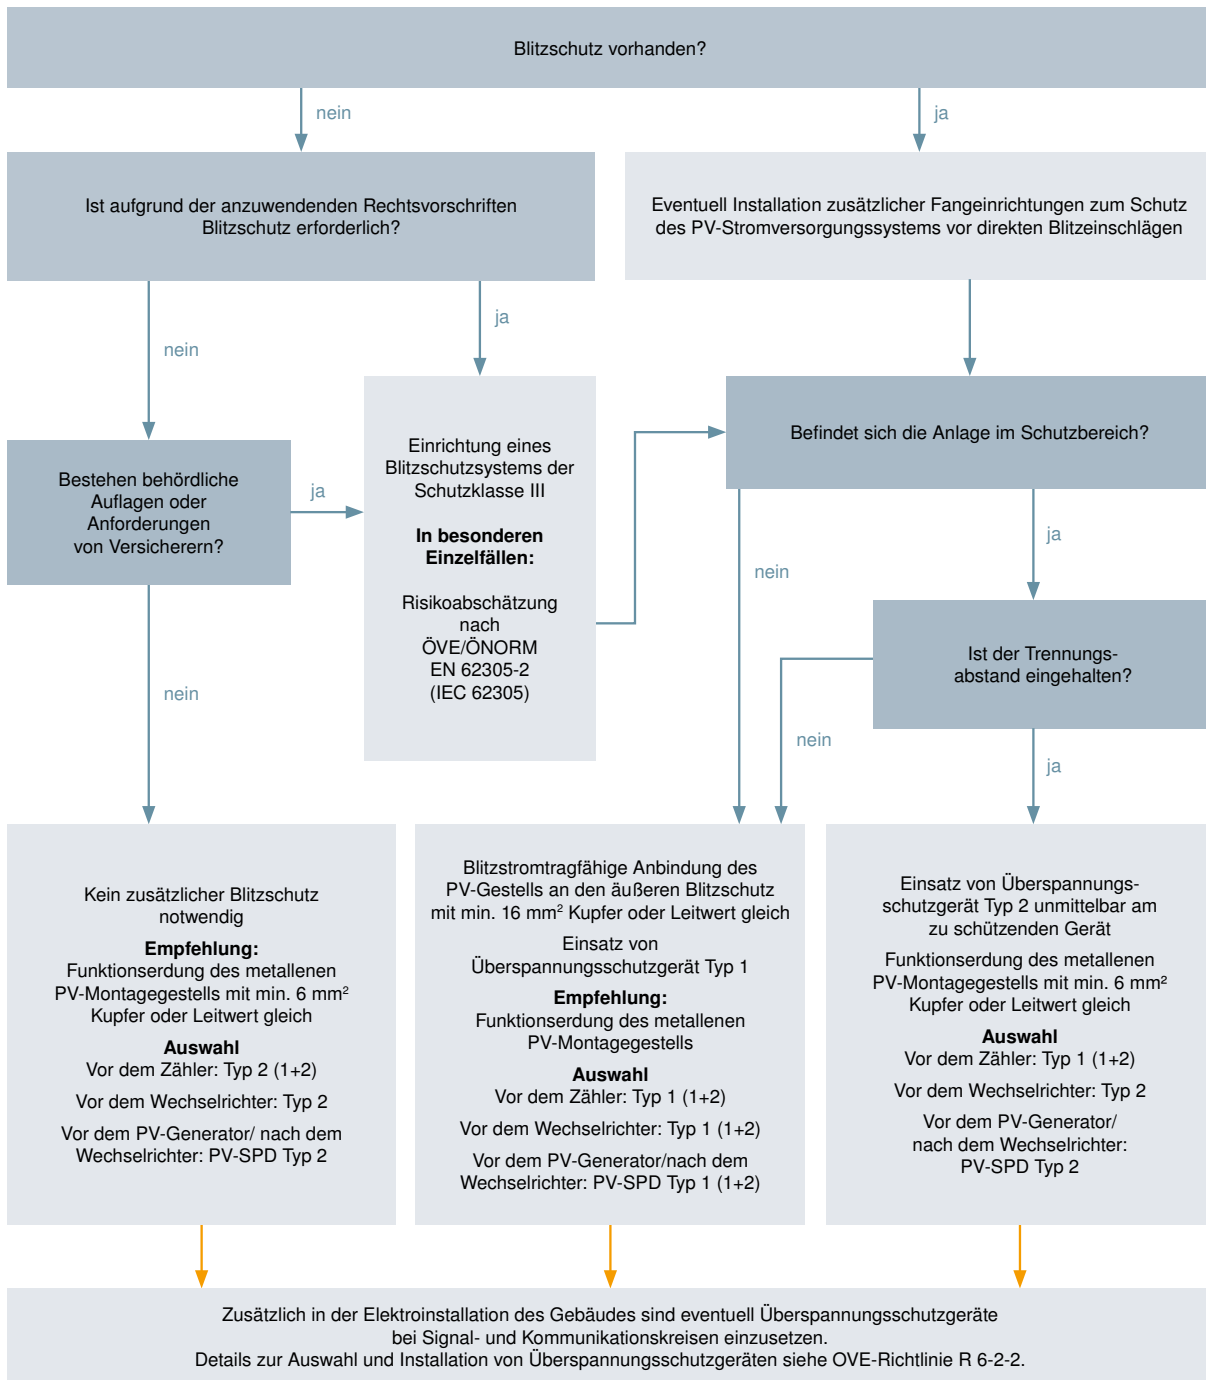 Blitzschutz vorhanden?
nein
ja
Ist aufgrund der anzuwendenden Rechtsvorschriften
Blitzschutz erforderlich?
Eventuell Installation zusätzlicher Fangeinrichtungen zum Schutz
des PV-Stromversorgungssystems vor direkten Blitzeinschlägen
nein
ja
Bestehen behördliche
Auflagen oder
Anforderungen
von Versicherern?
ja
Einrichtung eines
Blitzschutzsystems der
Schutzklasse III
In besonderen
Einzelfällen:
Risikoabschätzung
nach
ÖVE/ÖNORM
EN 62305-2
(IEC 62305)
Befindet sich die Anlage im Schutzbereich?
nein
ja
Ist der Trennungs-
abstand eingehalten?
nein
nein
ja
Kein zusätzlicher Blitzschutz
notwendig
Empfehlung:
Funktionserdung des metallenen
PV-Montagegestells mit min. 6 mm²
Kupfer oder Leitwert gleich
Auswahl
Vor dem Zähler: Typ 2 (1+2)
Vor dem Wechselrichter: Typ 2
Vor dem PV-Generator/ nach dem
Wechselrichter: PV-SPD Typ 2
Blitzstromtragfähige Anbindung des
PV-Gestells an den äußeren Blitzschutz
mit min. 16 mm² Kupfer oder Leitwert gleich
Einsatz von
Überspannungsschutzgerät Typ 1
Empfehlung:
Funktionserdung des metallenen
PV-Montagegestells
Auswahl
Vor dem Zähler: Typ 1 (1+2)
Vor dem Wechselrichter: Typ 1 (1+2)
Vor dem PV-Generator/nach dem
Wechselrichter: PV-SPD Typ 1 (1+2)
Einsatz von Überspannungs-
schutzgerät Typ 2 unmittelbar am
zu schützenden Gerät
Funktionserdung des metallenen
PV-Montagegestells mit min. 6 mm²
Kupfer oder Leitwert gleich
Auswahl
Vor dem Zähler: Typ 1 (1+2)
Vor dem Wechselrichter: Typ 2
Vor dem PV-Generator/
nach dem Wechselrichter:
PV-SPD Typ 2
Zusätzlich in der Elektroinstallation des Gebäudes sind eventuell Überspannungsschutzgeräte
bei Signal- und Kommunikationskreisen einzusetzen.
Details zur Auswahl und Installation von Überspannungsschutzgeräten siehe OVE-Richtlinie R 6-2-2.